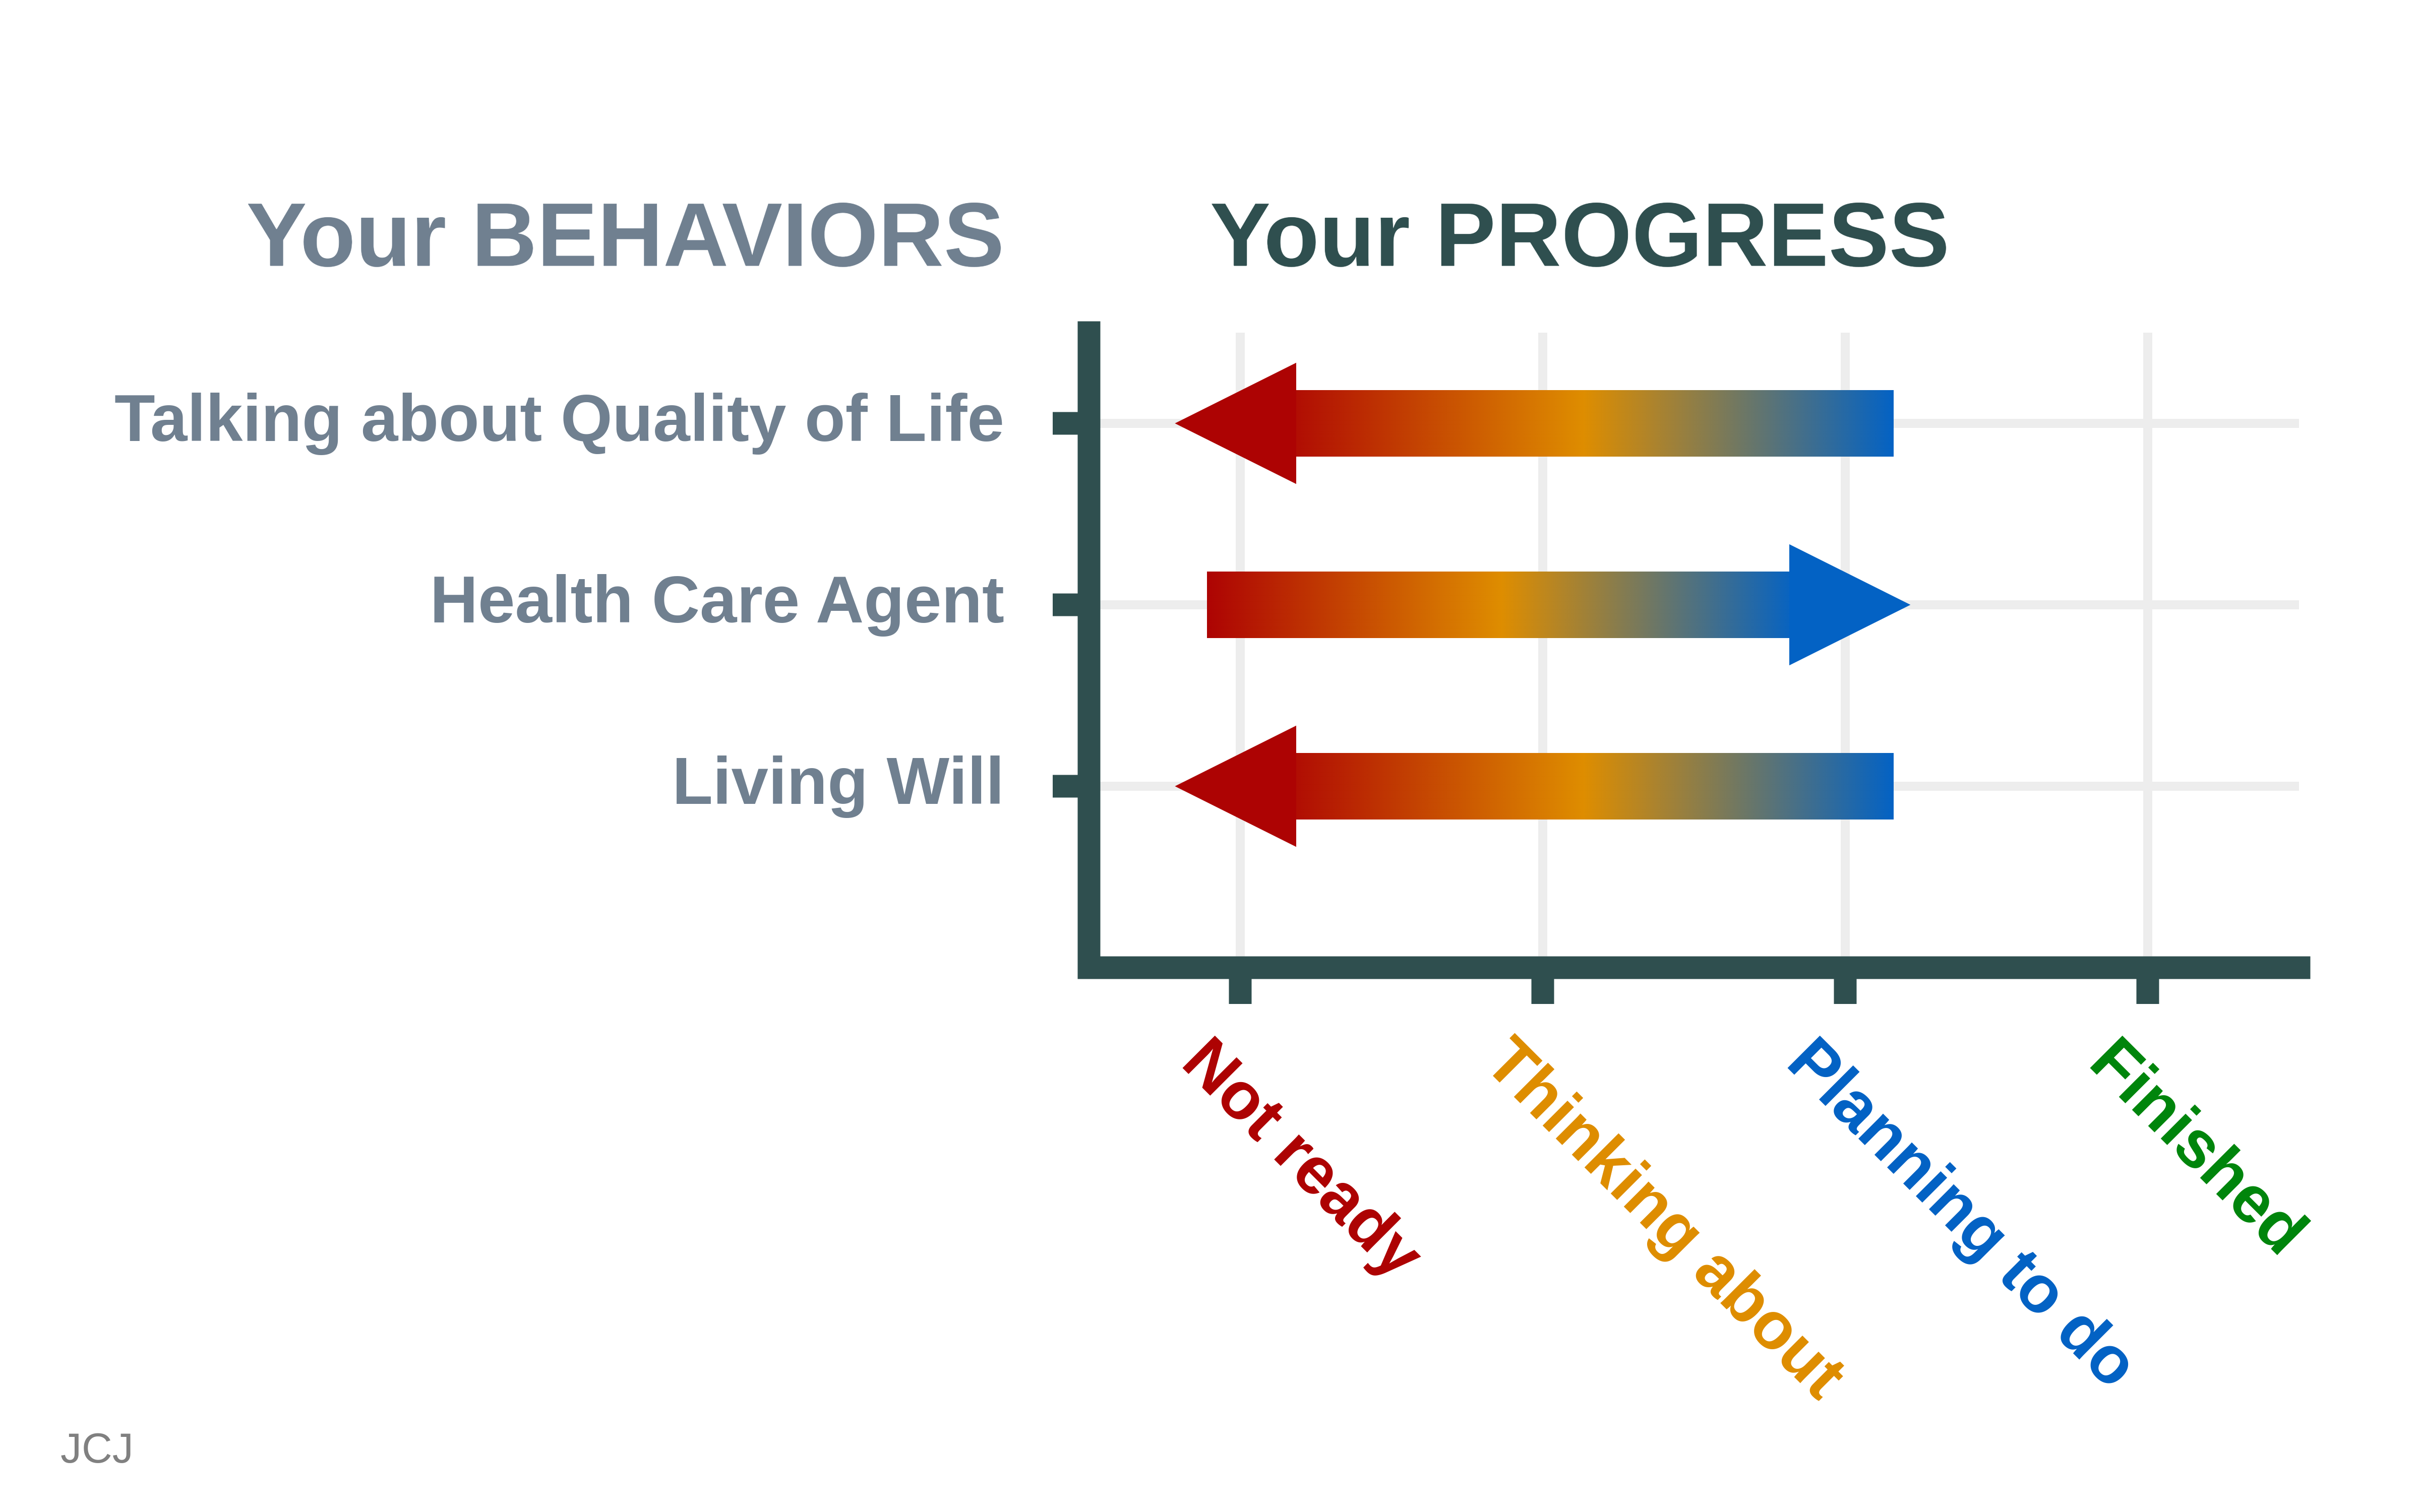 Your BEHAVIORS
Your PROGRESS
Talking about Quality of Life
Health Care Agent
Living Will
Not ready
Thinking about
Planning to do
Finished
JCJ